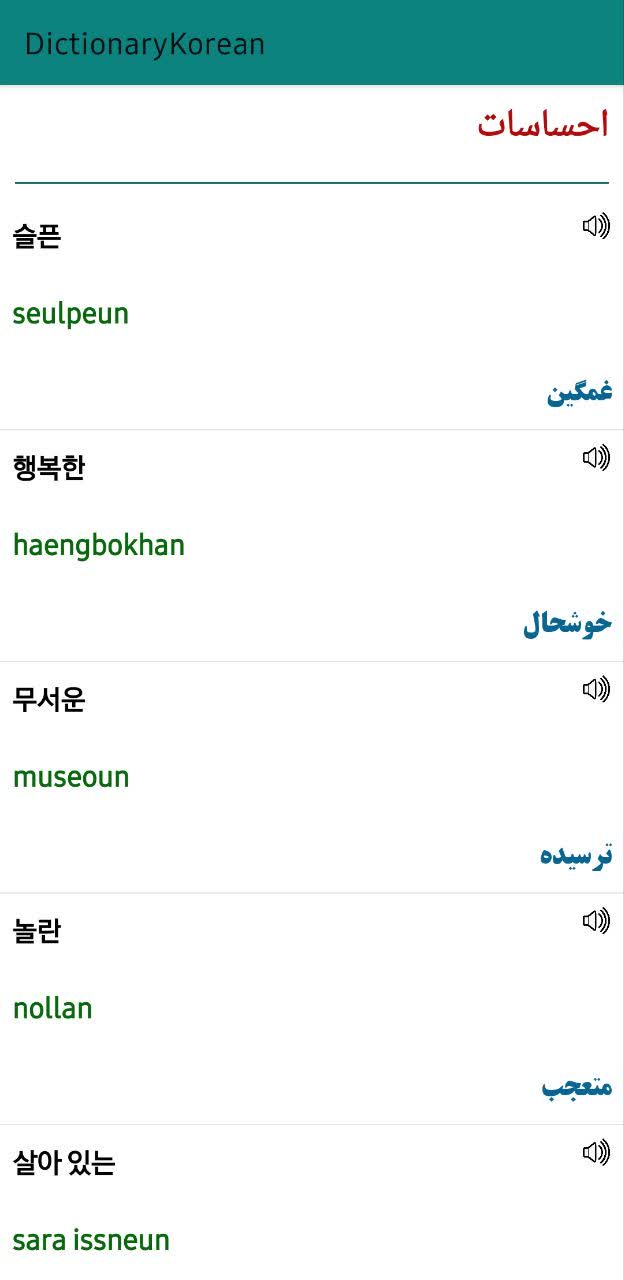 DictionaryKorean
احساسات
슬픈
seulpeun
غمگین
행복한
haengbokhan
خوشحال
무서운
museoun
ترسیده
놀란
nollan
متعجب
살아 있는
sara issneun